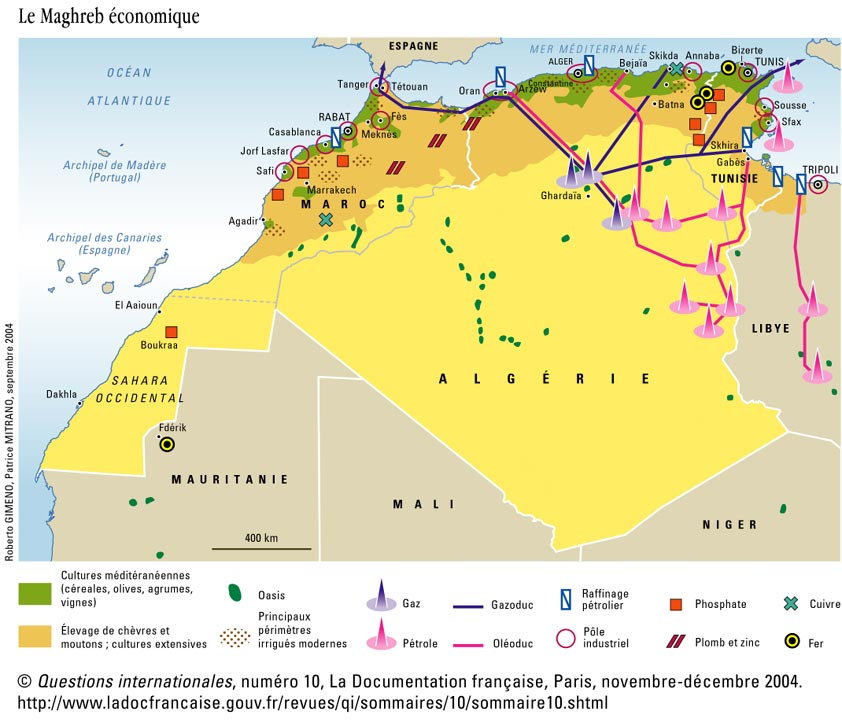 Le Maghreb économique
ESPAGNE
OCÉAN
ATLANTIQUE
MER MÉDITERRANÉE
Skikda
Annaba
Bizerte
TUNIS
ALGER
Bejaïa
Constantine
Tanger
Tétouan
Oran
Arzew
Batna
Sousse
Sfax
RABAT
Fès
Casablanca
Meknès
Skhira
Gabès
Archipel de Madère
(Portugal)
Jorf Lasfar
Safi
Marrakech
TUNISIE
TRIPOLI
Ghardaïa
MAROC
Agadir
Archipel des Canaries
(Espagne)
El Aaioun
Boukraa
LIBYE
SAHARA
OCCIDENTAL
ALGÉRIE
Dakhla
Fdérik
MAURITANIE
MALI
NIGER
400 km
Roberto GIMENO, Patrice MITRANO, septembre 2004
Cultures méditéranéennes
(céreales, olives, agrumes,
vignes)
Élevage de chèvres et
moutons ; cultures extensives
Oasis
Principaux
périmètres
irrigués modernes
Gaz
Pétrole
Gazoduc
Oléoduc
Raffinage
pétrolier
Pôle
industriel
Phosphate
Plomb et zinc
Cuivre
Fer
© Questions internationales, numéro 10, La Documentation française, Paris, novembre-décembre 2004.
http://www.ladocfrancaise.gouv.fr/revues/qi/sommaires/10/sommaire10.shtml